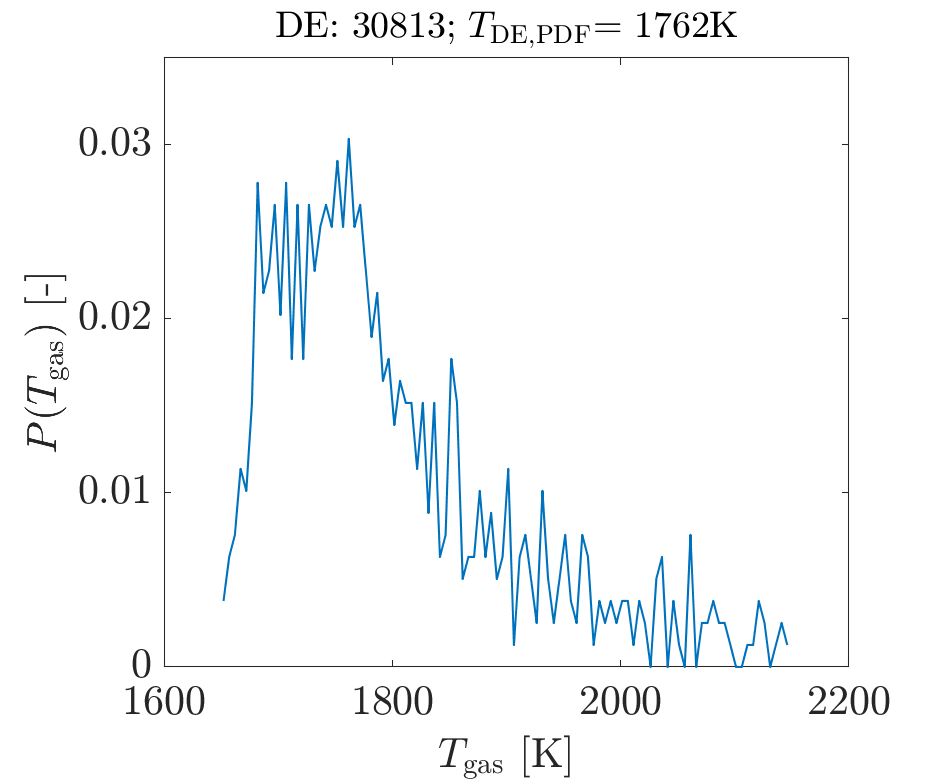 DE: 30813; T_DE,PDF= 1762K
P(T_gas) [-]
0.03
0.02
0.01
0
1600 1800 2000 2200
T_gas [K]